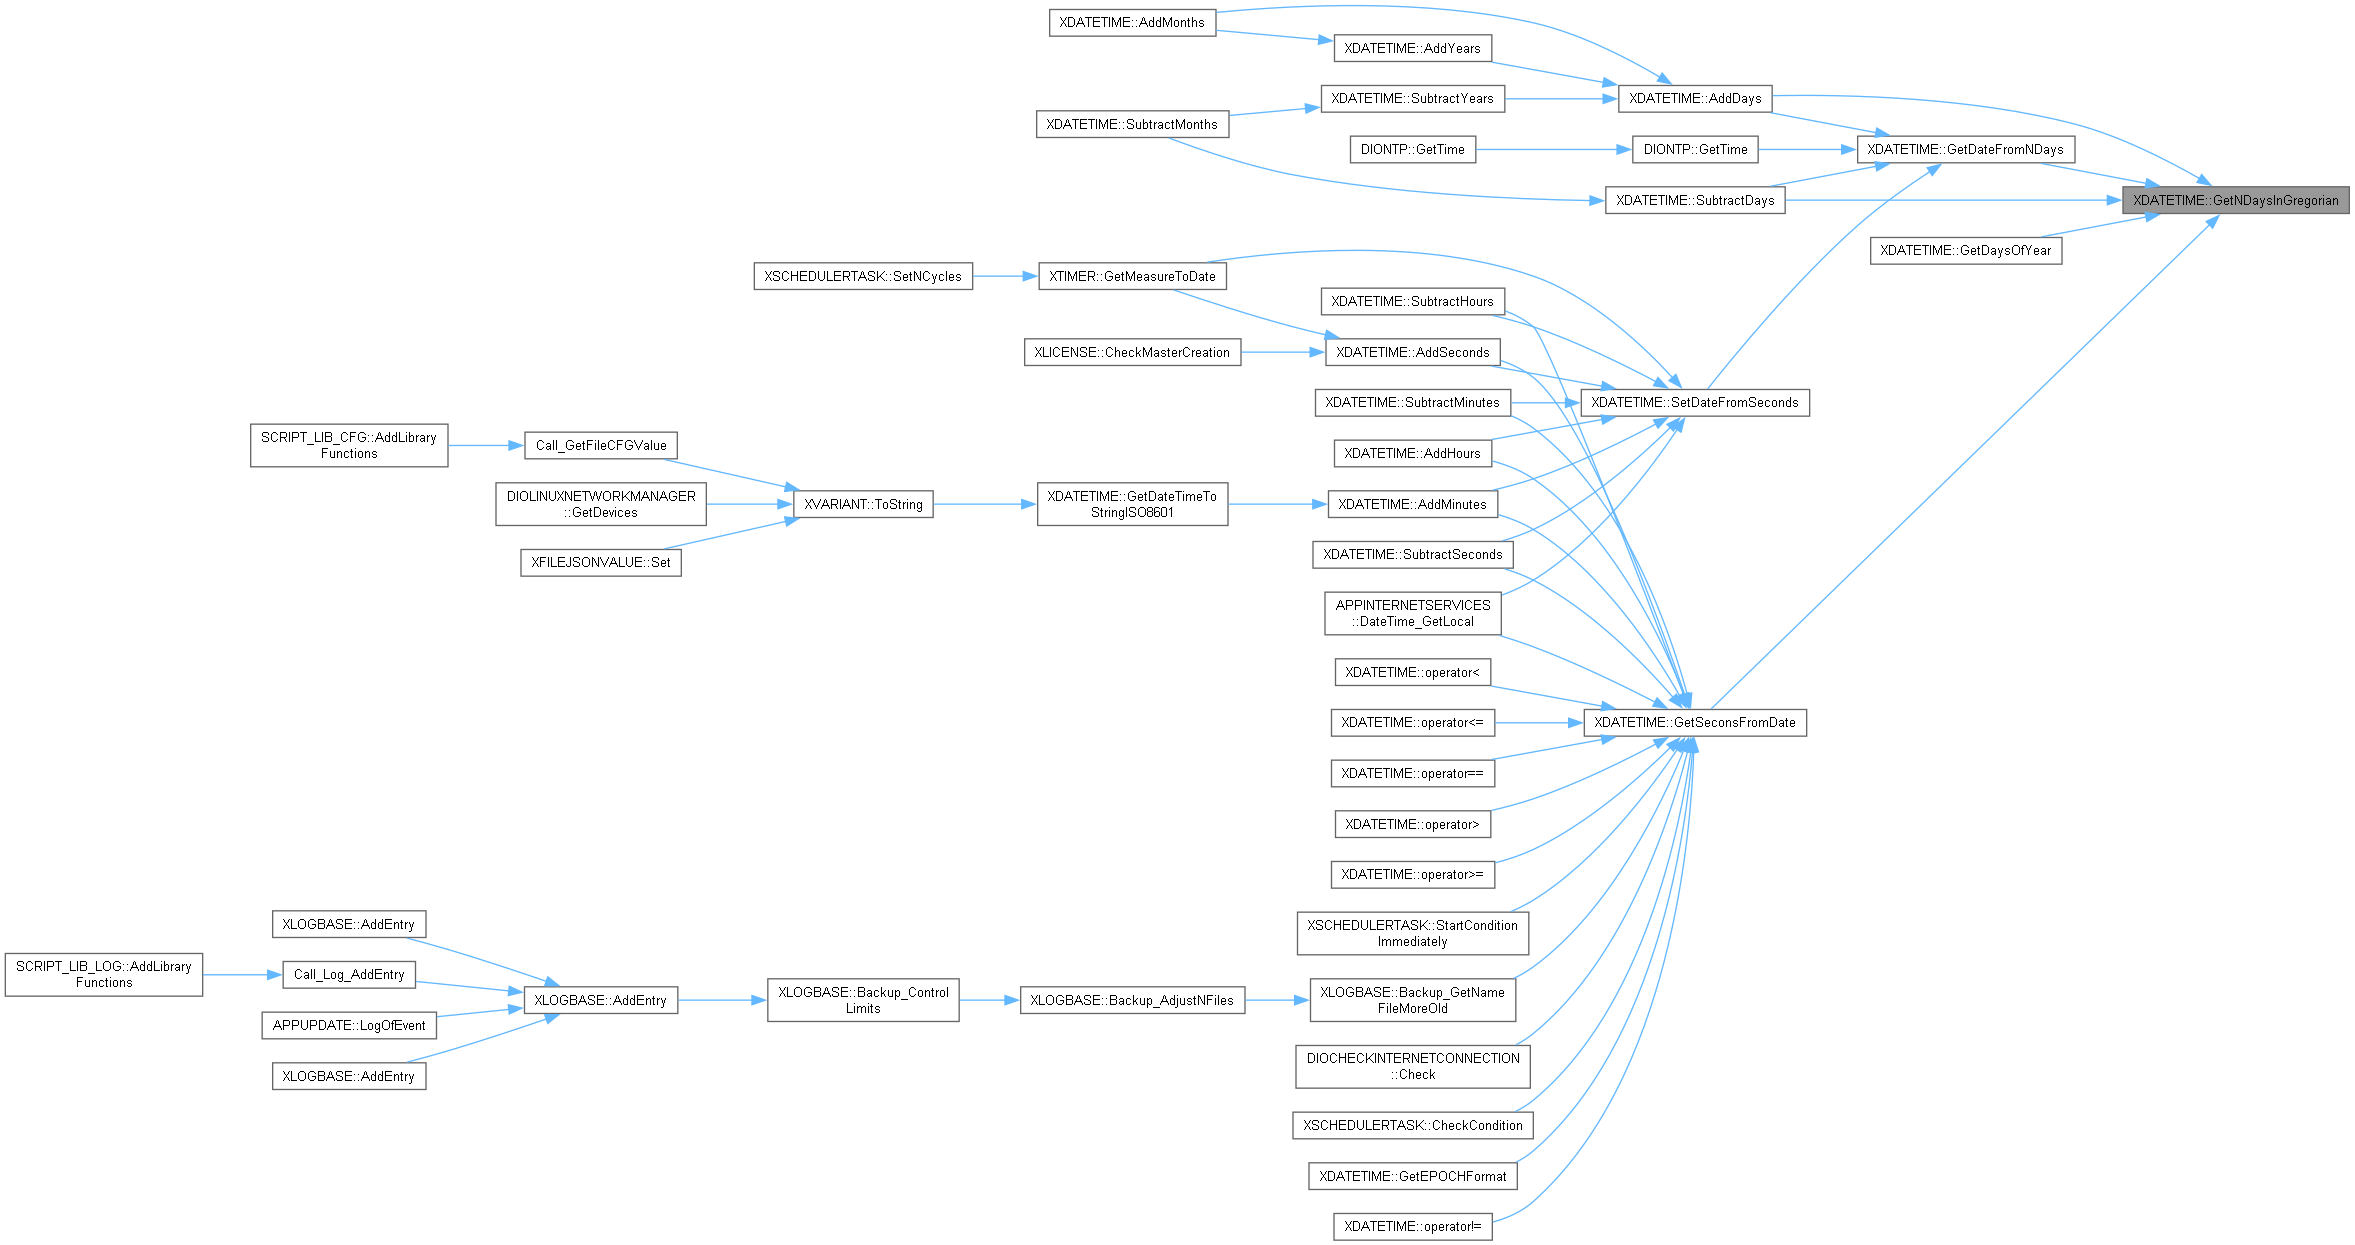 XDATETIME::AddMonths
XDATETIME::AddYears
XDATETIME::SubtractYears
XDATETIME::AddDays
XDATETIME::SubtractMonths
DIONTP::GetTime
DIONTP::GetTime
XDATETIME::GetDateFromNDays
XDATETIME::SubtractDays
XDATETIME::GetNDaysInGregorian
XDATETIME::GetDaysOfYear
XSCHEDULERTASK::SetNCycles
XTIMER::GetMeasureToDate
XDATETIME::SubtractHours
XLICENSE::CheckMasterCreation
XDATETIME::AddSeconds
XDATETIME::SubtractMinutes
XDATETIME::SetDateFromSeconds
SCRIPT_LIB_CFG::AddLibrary
Functions
Call_GetFileCFGValue
XDATETIME::AddHours
DIOLINUXNETWORKMANAGER
::GetDevices
XVARIANT::ToString
XDATETIME::GetDateTimeTo
StringISO8601
XDATETIME::AddMinutes
XFILEJSONVALUE::Set
XDATETIME::SubtractSeconds
APPINTERNETSERVICES
::DateTime_GetLocal
XDATETIME::operator<
XDATETIME::operator<=
XDATETIME::GetSeconsFromDate
XDATETIME::operator==
XDATETIME::operator>
XDATETIME::operator>=
XLOGBASE::AddEntry
XSCHEDULERTASK::StartCondition
Immediately
SCRIPT_LIB_LOG::AddLibrary
Functions
Call_Log_AddEntry
XLOGBASE::AddEntry
XLOGBASE::Backup_Control
Limits
XLOGBASE::Backup_AdjustNFiles
XLOGBASE::Backup_GetName
FileMoreOld
APPUPDATE::LogOfEvent
XLOGBASE::AddEntry
DIOCHECKINTERNETCONNECTION
::Check
XSCHEDULERTASK::CheckCondition
XDATETIME::GetEPOCHFormat
XDATETIME::operator!=